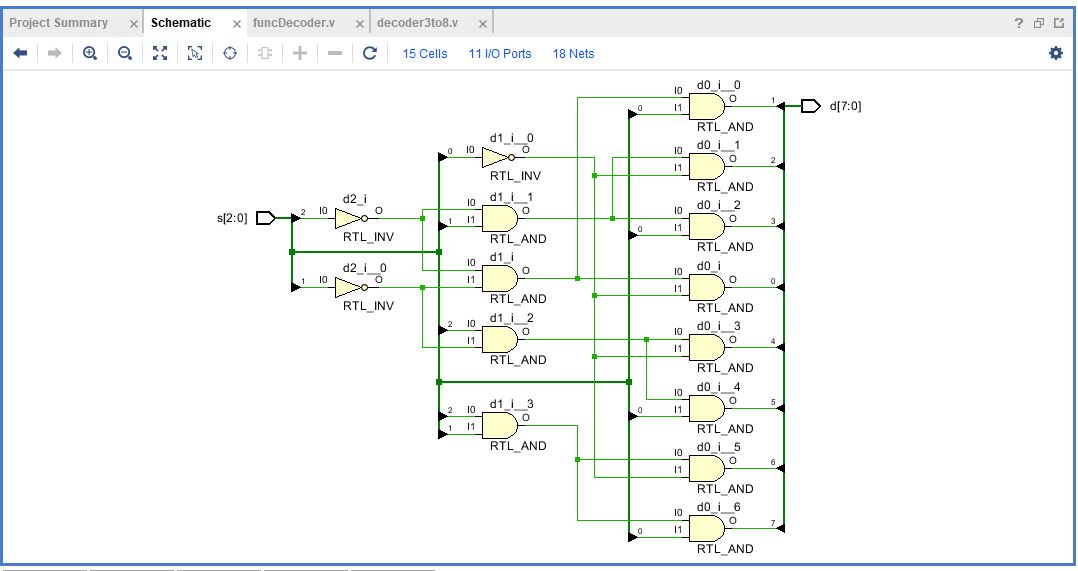 Project Summary × Schematic × funcDecoder.v × decoder3to8.v ×
?
15 Cells 11 I/O Ports 18 Nets
d0_i__0
I0 O
0 I1 1 d[7:0]
RTL_AND
d1_i__0
0 I0 O
RTL_INV
d0_i__1
I0 O
I1 2
RTL_AND
d2_i
s[2:0] 2 I0 O
RTL_INV
d1_i__1
I0 O
1 I1
RTL_AND
d0_i__2
I0 O
0 I1 3
RTL_AND
d2_i__0
1 I0 O
RTL_INV
d1_i
I0 O
I1
RTL_AND
d0_i
I0 O
I1 0
RTL_AND
d1_i__2
2 I0 O
I1
RTL_AND
d0_i__3
I0 O
I1 4
RTL_AND
d1_i__3
2 I0 O
1 I1
RTL_AND
d0_i__4
I0 O
0 I1 5
RTL_AND
d0_i__5
I0 O
I1 6
RTL_AND
d0_i__6
I0 O
0 I1 7
RTL_AND